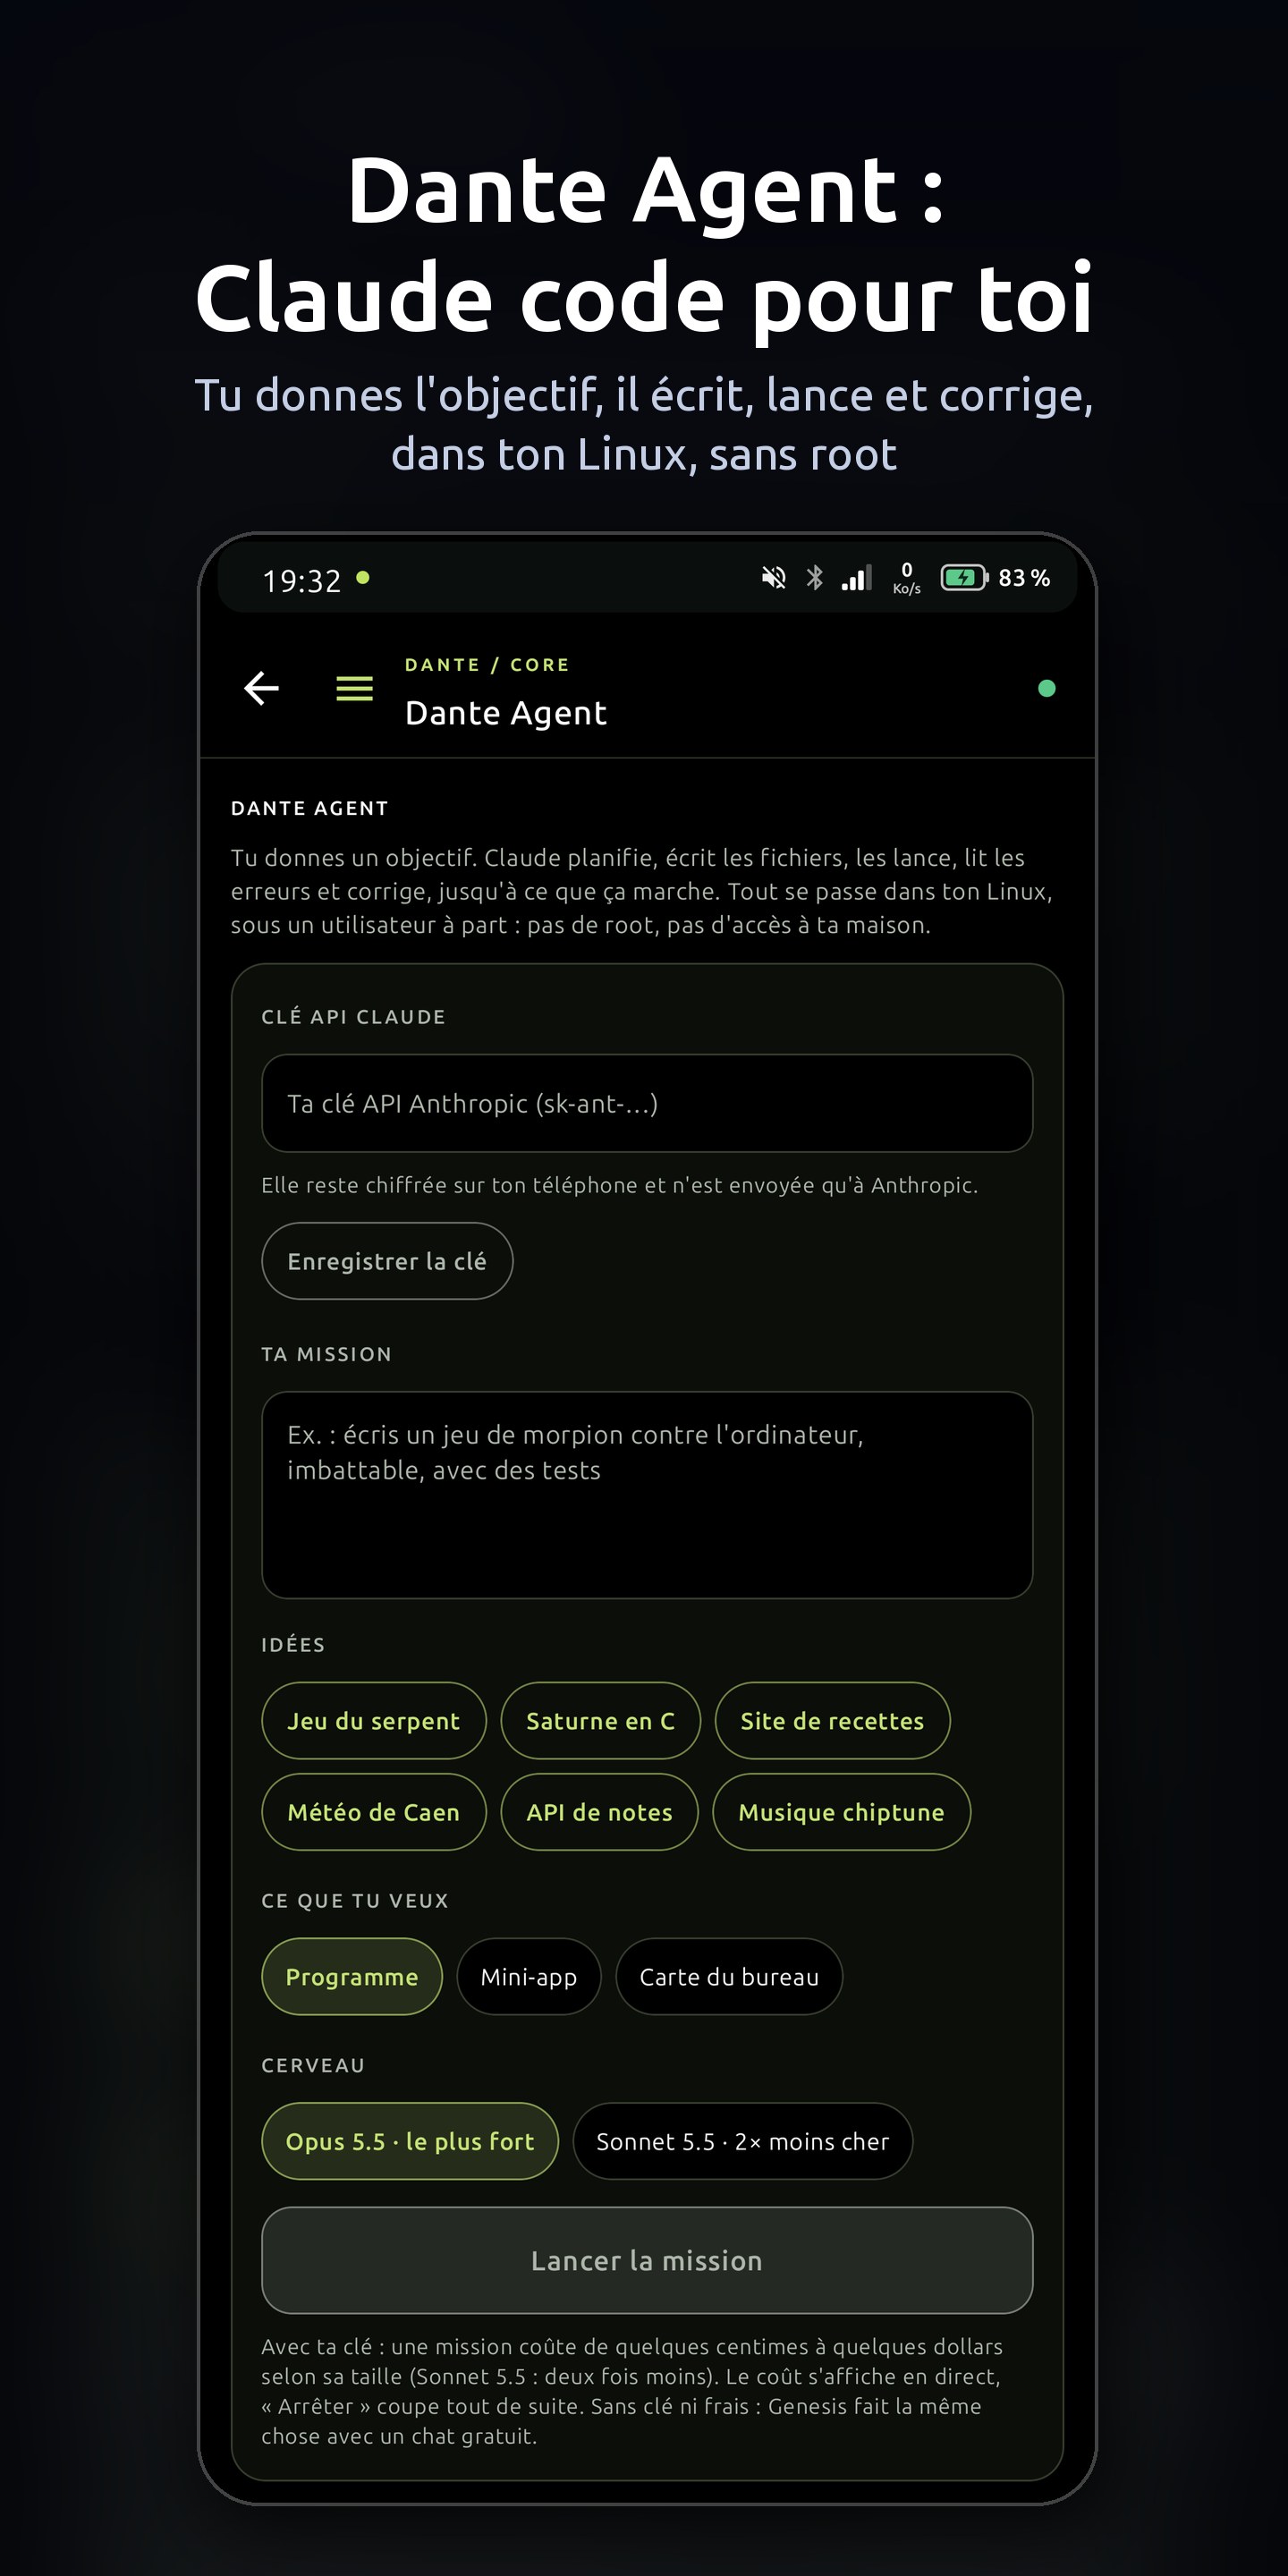 Dante Agent :
Claude code pour toi
Tu donnes l'objectif, il écrit, lance et corrige,
dans ton Linux, sans root
19:32
0
Ko/s
83 %
DANTE / CORE
Dante Agent
DANTE AGENT
Tu donnes un objectif. Claude planifie, écrit les fichiers, les lance, lit les
erreurs et corrige, jusqu'à ce que ça marche. Tout se passe dans ton Linux,
sous un utilisateur à part : pas de root, pas d'accès à ta maison.
CLÉ API CLAUDE
Ta clé API Anthropic (sk-ant-…)
Elle reste chiffrée sur ton téléphone et n'est envoyée qu'à Anthropic.
Enregistrer la clé
TA MISSION
Ex. : écris un jeu de morpion contre l'ordinateur,
imbattable, avec des tests
IDÉES
Jeu du serpent
Saturne en C
Site de recettes
Météo de Caen
API de notes
Musique chiptune
CE QUE TU VEUX
Programme
Mini-app
Carte du bureau
CERVEAU
Opus 5.5 · le plus fort
Sonnet 5.5 · 2× moins cher
Lancer la mission
Avec ta clé : une mission coûte de quelques centimes à quelques dollars
selon sa taille (Sonnet 5.5 : deux fois moins). Le coût s'affiche en direct,
« Arrêter » coupe tout de suite. Sans clé ni frais : Genesis fait la même
chose avec un chat gratuit.